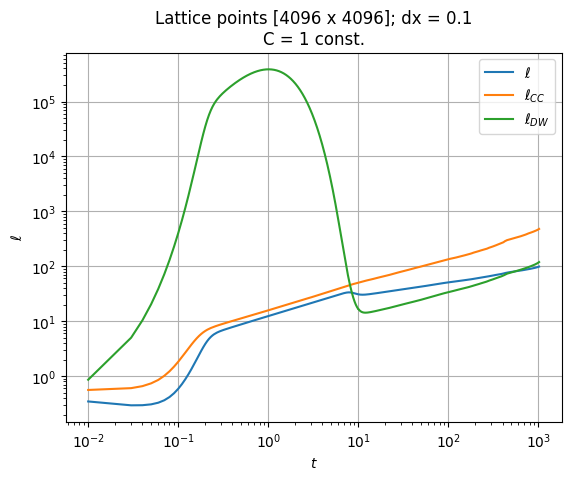 Lattice points [4096 x 4096]; dx = 0.1
C = 1 const.
ℓ
ℓ_CC
ℓ_DW
10^5
10^4
10^3
10^2
10^1
10^0
ℓ
10^-2 10^-1 10^0 10^1 10^2 10^3
t